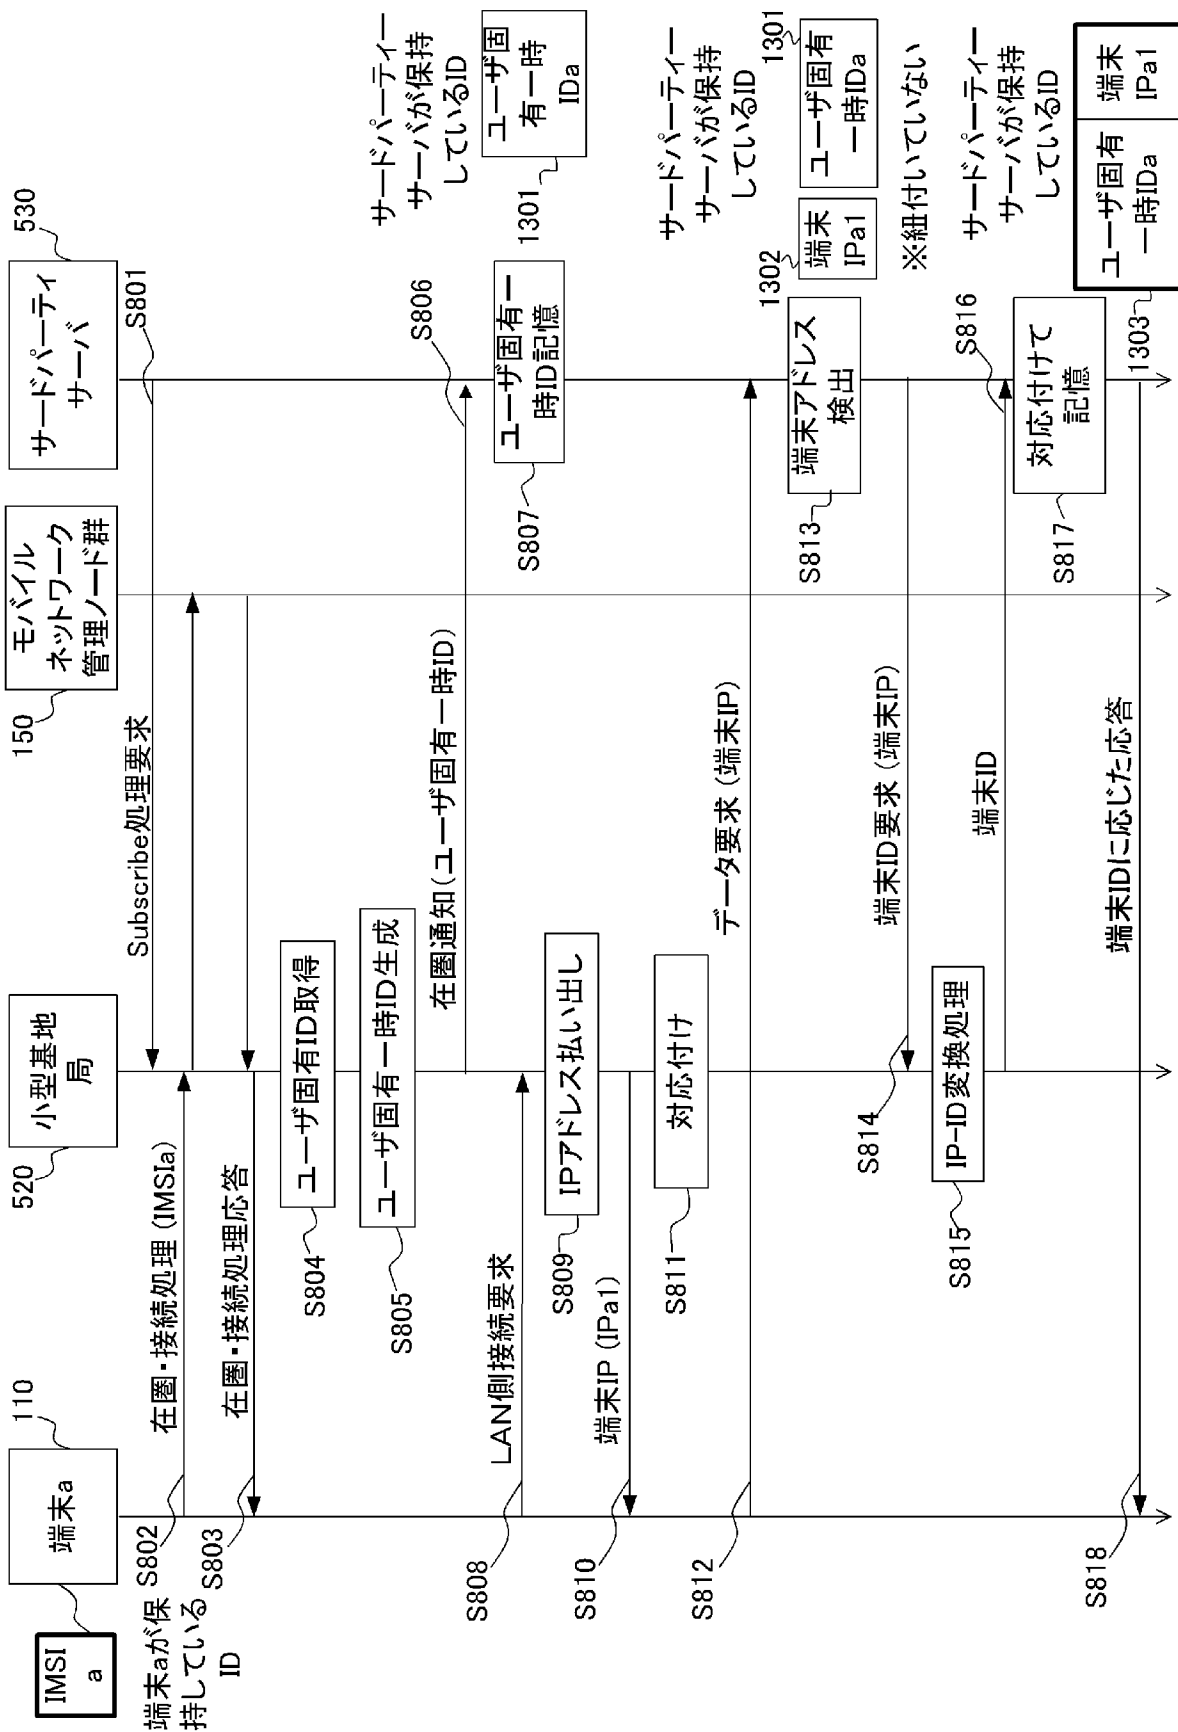 IMSI
a
端末aが保
持している
ID
端末a
110
小型基地
局
520
モバイル
ネットワーク
管理ノード群
150
サードパーティ
サーバ
530
Subscribe処理要求
S801
在圏・接続処理(IMSIa)
S802
在圏・接続処理応答
S803
ユーザ固有ID取得
S804
ユーザ固有一時ID生成
S805
在圏通知(ユーザ固有一時ID)
S806
ユーザ固有一
時ID記憶
S807
サードパーティー
サーバが保持
しているID
ユーザ固
有一時
IDa
1301
LAN側接続要求
S808
IPアドレス払い出し
S809
端末IP(IPa1)
S810
対応付け
S811
データ要求(端末IP)
S812
端末アドレス
検出
S813
サードパーティー
サーバが保持
しているID
端末
IPa1
1302
ユーザ固有
一時IDa
1301
※紐付いていない
端末ID要求(端末IP)
S814
IP-ID変換処理
S815
端末ID
S816
対応付けて
記憶
S817
サードパーティー
サーバが保持
しているID
ユーザ固有
一時IDa
端末
IPa1
1303
端末IDに応じた応答
S818